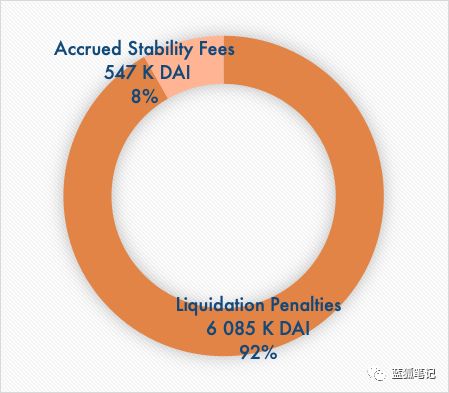 Accrued Stability Fees
547 K DAI
8%
Liquidation Penalties
6 085 K DAI
92%
蓝狐笔记